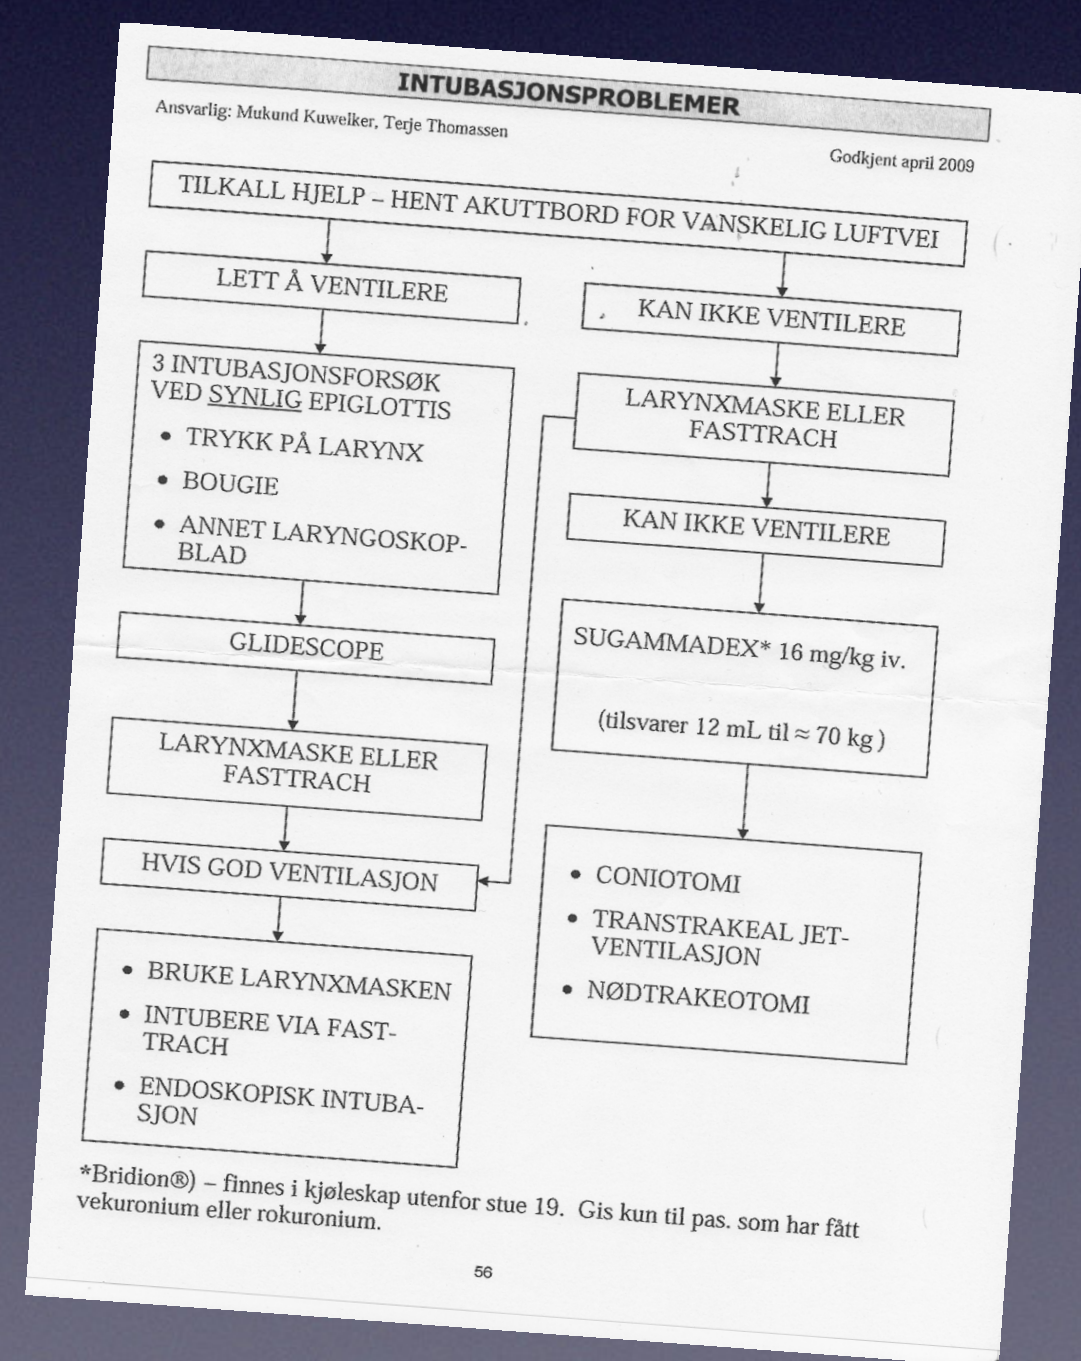 INTUBASJONSPROBLEMER
Ansvarlig: Mukund Kuwelker, Terje Thomassen
Godkjent april 2009
TILKALL HJELP – HENT AKUTTBORD FOR VANSKELIG LUFTVEI
LETT Å VENTILERE
3 INTUBASJONSFORSØK
VED SYNLIG EPIGLOTTIS
• TRYKK PÅ LARYNX
• BOUGIE
• ANNET LARYNGOSKOP-
BLAD
GLIDESCOPE
LARYNXMASKE ELLER
FASTTRACH
HVIS GOD VENTILASJON
• BRUKE LARYNXMASKEN
• INTUBERE VIA FAST-
TRACH
• ENDOSKOPISK INTUBA-
SJON
KAN IKKE VENTILERE
LARYNXMASKE ELLER
FASTTRACH
KAN IKKE VENTILERE
SUGAMMADEX* 16 mg/kg iv.
(tilsvarer 12 mL til ≈ 70 kg )
• CONIOTOMI
• TRANSTRAKEAL JET-
VENTILASJON
• NØDTRAKEOTOMI
*Bridion®) – finnes i kjøleskap utenfor stue 19. Gis kun til pas. som har fått
vekuronium eller rokuronium.
56